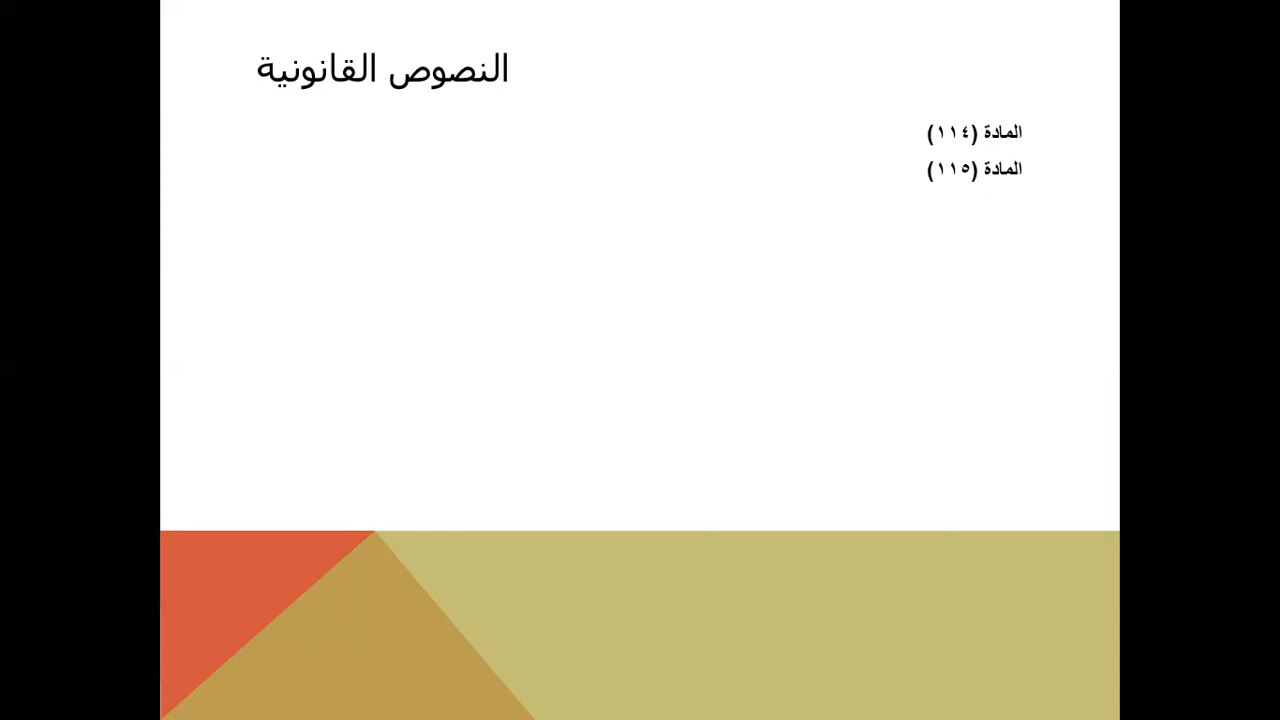 النصوص القانونية
المادة (١١٤)
المادة (١١٥)